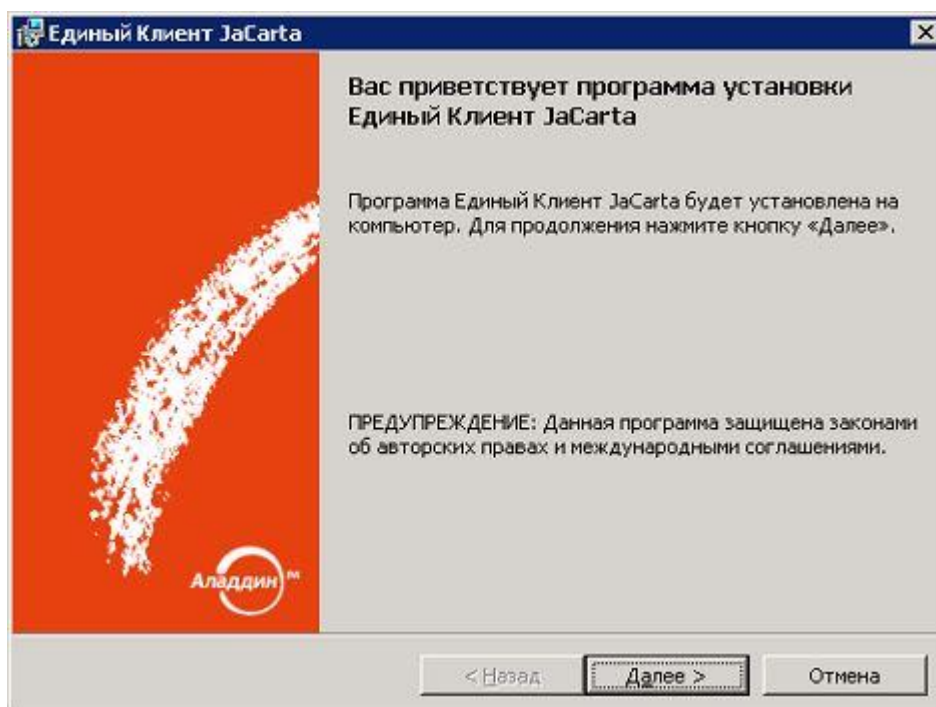 Единый Клиент JaCarta
Вас приветствует программа установки
Единый Клиент JaCarta
Программа Единый Клиент JaCarta будет установлена на
компьютер. Для продолжения нажмите кнопку «Далее».
ПРЕДУПРЕЖДЕНИЕ: Данная программа защищена законами
об авторских правах и международными соглашениями.
Аладдин РД
< Назад
Далее >
Отмена